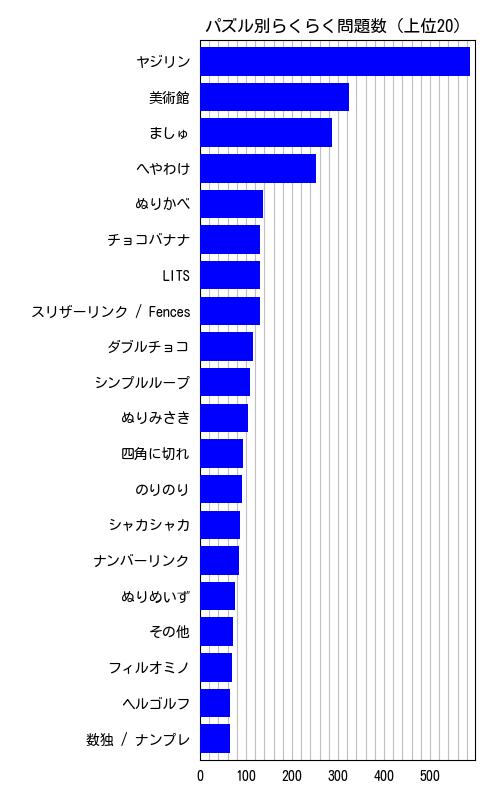 パズル別らくらく問題数（上位20）
ヤジリン
美術館
ましゅ
へやわけ
ぬりかべ
チョコバナナ
LITS
スリザーリンク / Fences
ダブルチョコ
シンプルループ
ぬりみさき
四角に切れ
のりのり
シャカシャカ
ナンバーリンク
ぬりめいず
その他
フィルオミノ
ヘルゴルフ
数独 / ナンプレ
0 100 200 300 400 500